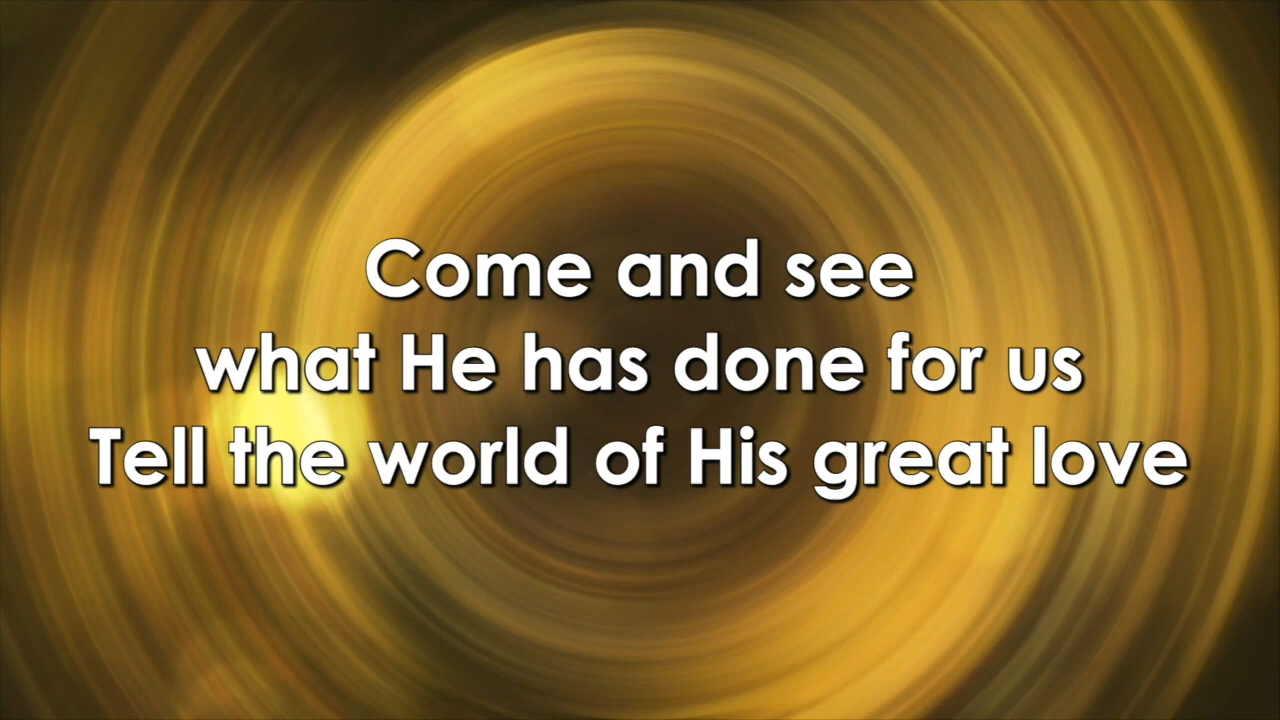 Come and see
what He has done for us
Tell the world of His great love